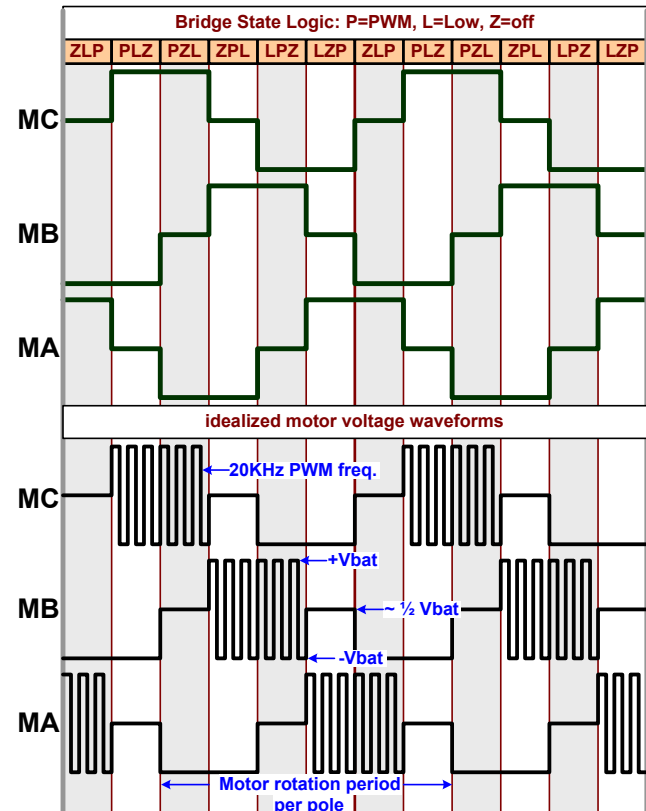 Bridge State Logic: P=PWM, L=Low, Z=off
ZLP PLZ PZL ZPL LPZ LZP ZLP PLZ PZL ZPL LPZ LZP
MC
MB
MA
idealized motor voltage waveforms
MC
20KHz PWM freq.
+Vbat
MB
~ ½ Vbat
-Vbat
MA
Motor rotation period
per pole